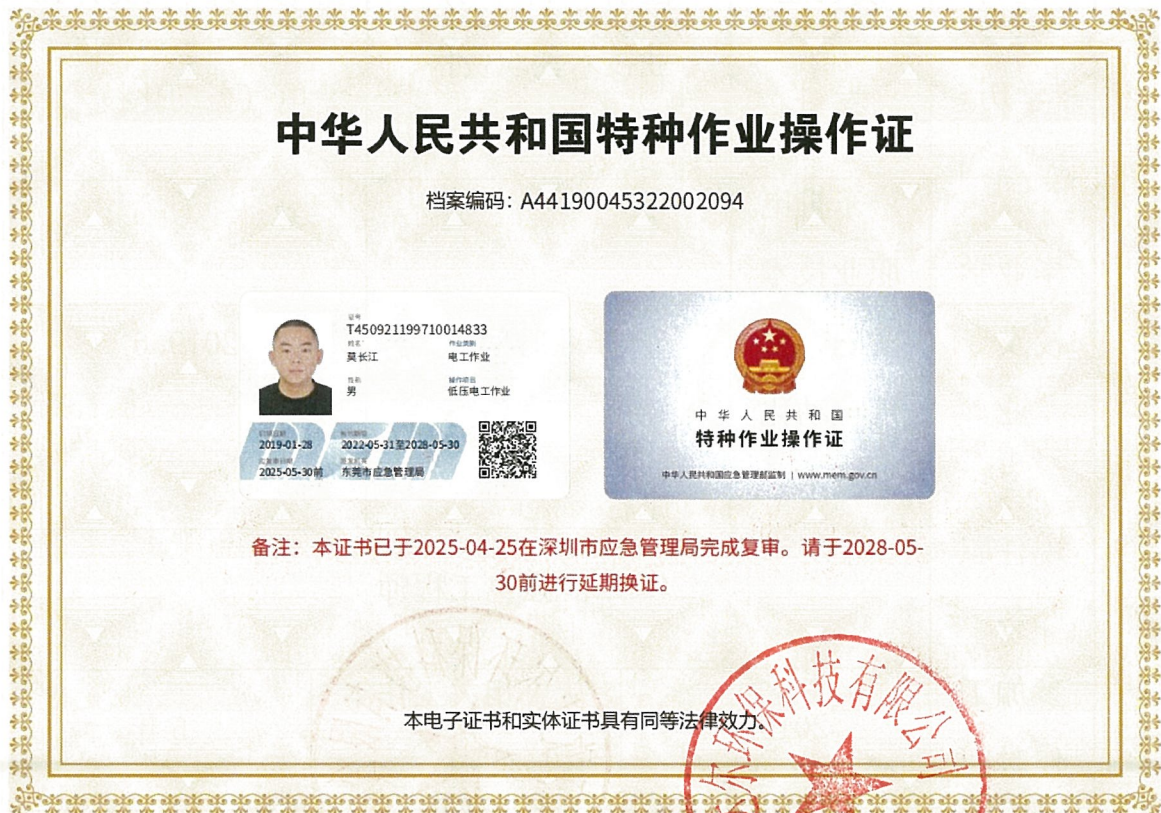 中华人民共和国特种作业操作证
档案编码：A44190045322002094
证号
T450921199710014833
姓名
作业类别
莫长江
电工作业
性别
操作项目
男
低压电工作业
初领日期
有效期限
2019-01-28
2022-05-31至2028-05-30
签发机关
2025-05-30前
东莞市应急管理局
中华人民共和国
特种作业操作证
中华人民共和国应急管理部监制 | www.mem.gov.cn
备注：本证书已于2025-04-25在深圳市应急管理局完成复审。请于2028-05-
30前进行延期换证。
本电子证书和实体证书具有同等法律效力。
尔环保科技有限公司